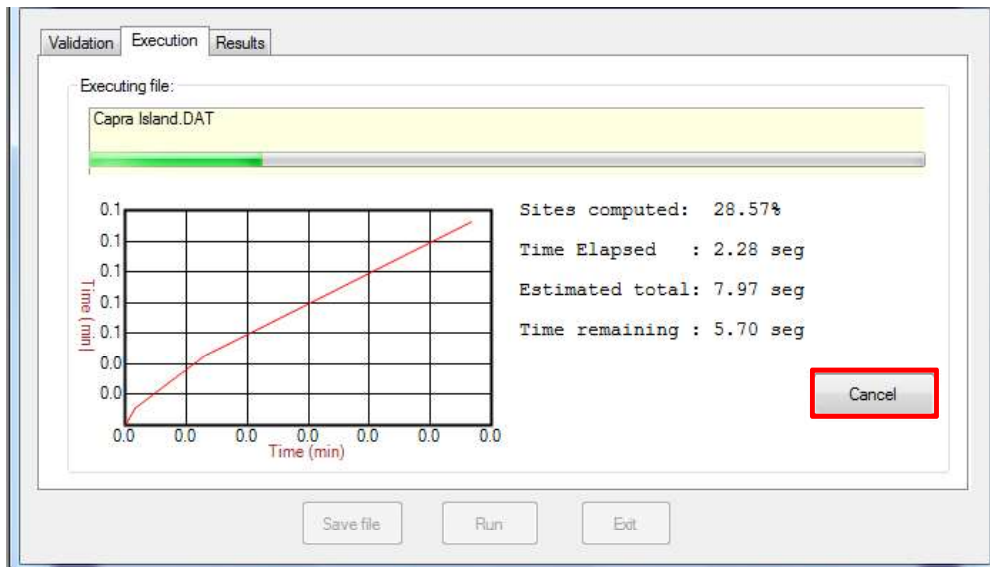 Validation Execution Results
Executing file:
Capra Island.DAT
Sites computed: 28.57%
Time Elapsed : 2.28 seg
Estimated total: 7.97 seg
Time remaining : 5.70 seg
0.1
0.1
0.1
0.1
0.1
0.0
0.0
Time (min)
0.0 0.0 0.0 0.0 0.0 0.0 0.0
Time (min)
Cancel
Save file Run Exit